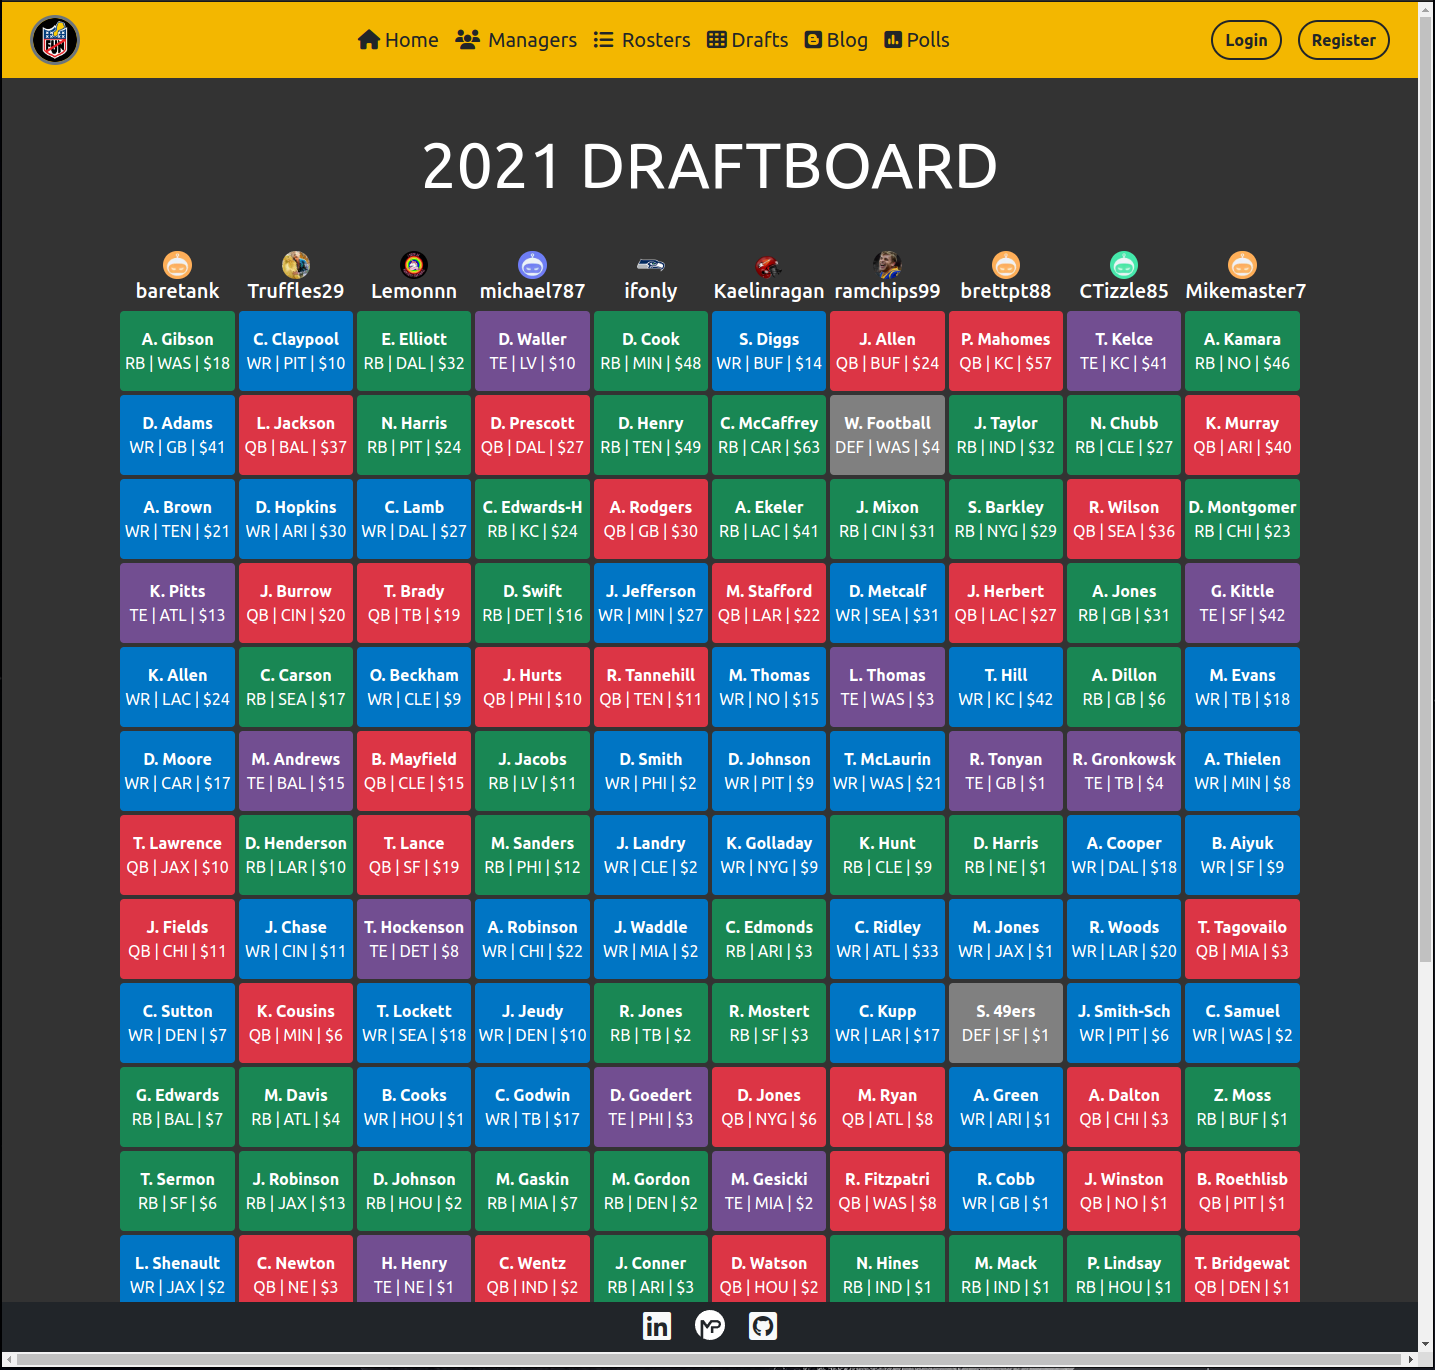 Home Managers Rosters Drafts Blog Polls Login Register
2021 DRAFTBOARD
baretank Truffles29 Lemonnn michael787 ifonly Kaelinragan ramchips99 brettpt88 CTizzle85 Mikemaster7
A. Gibson C. Claypool E. Elliott D. Waller D. Cook S. Diggs J. Allen P. Mahomes T. Kelce A. Kamara
RB | WAS | $18 WR | PIT | $10 RB | DAL | $32 TE | LV | $10 RB | MIN | $48 WR | BUF | $14 QB | BUF | $24 QB | KC | $57 TE | KC | $41 RB | NO | $46
D. Adams L. Jackson N. Harris D. Prescott D. Henry C. McCaffrey W. Football J. Taylor N. Chubb K. Murray
WR | GB | $41 QB | BAL | $37 RB | PIT | $24 QB | DAL | $27 RB | TEN | $49 RB | CAR | $63 DEF | WAS | $4 RB | IND | $32 RB | CLE | $27 QB | ARI | $40
A. Brown D. Hopkins C. Lamb C. Edwards-H A. Rodgers A. Ekeler J. Mixon S. Barkley R. Wilson D. Montgomer
WR | TEN | $21 WR | ARI | $30 WR | DAL | $27 RB | KC | $24 QB | GB | $30 RB | LAC | $41 RB | CIN | $31 RB | NYG | $29 QB | SEA | $36 RB | CHI | $23
K. Pitts J. Burrow T. Brady D. Swift J. Jefferson M. Stafford D. Metcalf J. Herbert A. Jones G. Kittle
TE | ATL | $13 QB | CIN | $20 QB | TB | $19 RB | DET | $16 WR | MIN | $27 QB | LAR | $22 WR | SEA | $31 QB | LAC | $27 RB | GB | $31 TE | SF | $42
K. Allen C. Carson O. Beckham J. Hurts R. Tannehill M. Thomas L. Thomas T. Hill A. Dillon M. Evans
WR | LAC | $24 RB | SEA | $17 WR | CLE | $9 QB | PHI | $10 QB | TEN | $11 WR | NO | $15 TE | WAS | $3 WR | KC | $42 RB | GB | $6 WR | TB | $18
D. Moore M. Andrews B. Mayfield J. Jacobs D. Smith D. Johnson T. McLaurin R. Tonyan R. Gronkowsk A. Thielen
WR | CAR | $17 TE | BAL | $15 QB | CLE | $15 RB | LV | $11 WR | PHI | $2 WR | PIT | $9 WR | WAS | $21 TE | GB | $1 TE | TB | $4 WR | MIN | $8
T. Lawrence D. Henderson T. Lance M. Sanders J. Landry K. Golladay K. Hunt D. Harris A. Cooper B. Aiyuk
QB | JAX | $10 RB | LAR | $10 QB | SF | $19 RB | PHI | $12 WR | CLE | $2 WR | NYG | $9 RB | CLE | $9 RB | NE | $1 WR | DAL | $18 WR | SF | $9
J. Fields J. Chase T. Hockenson A. Robinson J. Waddle C. Edmonds C. Ridley M. Jones R. Woods T. Tagovailo
QB | CHI | $11 WR | CIN | $11 TE | DET | $8 WR | CHI | $22 WR | MIA | $2 RB | ARI | $3 WR | ATL | $33 WR | JAX | $1 WR | LAR | $20 QB | MIA | $3
C. Sutton K. Cousins T. Lockett J. Jeudy R. Jones R. Mostert C. Kupp S. 49ers J. Smith-Sch C. Samuel
WR | DEN | $7 QB | MIN | $6 WR | SEA | $18 WR | DEN | $10 RB | TB | $2 RB | SF | $3 WR | LAR | $17 DEF | SF | $1 WR | PIT | $6 WR | WAS | $2
G. Edwards M. Davis B. Cooks C. Godwin D. Goedert D. Jones M. Ryan A. Green A. Dalton Z. Moss
RB | BAL | $7 RB | ATL | $4 WR | HOU | $1 WR | TB | $17 TE | PHI | $3 QB | NYG | $6 QB | ATL | $8 WR | ARI | $1 QB | CHI | $3 RB | BUF | $1
T. Sermon J. Robinson D. Johnson M. Gaskin M. Gordon M. Gesicki R. Fitzpatri R. Cobb J. Winston B. Roethlisb
RB | SF | $6 RB | JAX | $13 RB | HOU | $2 RB | MIA | $7 RB | DEN | $2 TE | MIA | $2 QB | WAS | $8 WR | GB | $1 QB | NO | $1 QB | PIT | $1
L. Shenault C. Newton H. Henry C. Wentz J. Conner D. Watson N. Hines M. Mack P. Lindsay T. Bridgewat
WR | JAX | $2 QB | NE | $3 TE | NE | $1 QB | IND | $2 RB | ARI | $3 QB | HOU | $2 RB | IND | $1 RB | IND | $1 RB | HOU | $1 QB | DEN | $1
in MP